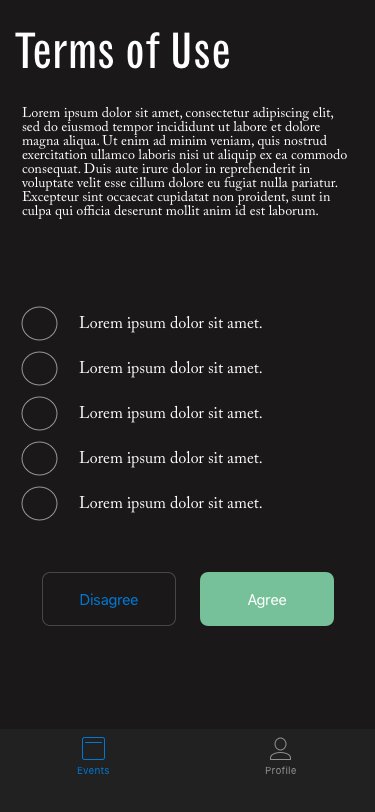 Terms of Use
Lorem ipsum dolor sit amet, consectetur adipiscing elit,
sed do eiusmod tempor incididunt ut labore et dolore
magna aliqua. Ut enim ad minim veniam, quis nostrud
exercitation ullamco laboris nisi ut aliquip ex ea commodo
consequat. Duis aute irure dolor in reprehenderit in
voluptate velit esse cillum dolore eu fugiat nulla pariatur.
Excepteur sint occaecat cupidatat non proident, sunt in
culpa qui officia deserunt mollit anim id est laborum.
Lorem ipsum dolor sit amet.
Lorem ipsum dolor sit amet.
Lorem ipsum dolor sit amet.
Lorem ipsum dolor sit amet.
Lorem ipsum dolor sit amet.
Disagree Agree
Events Profile